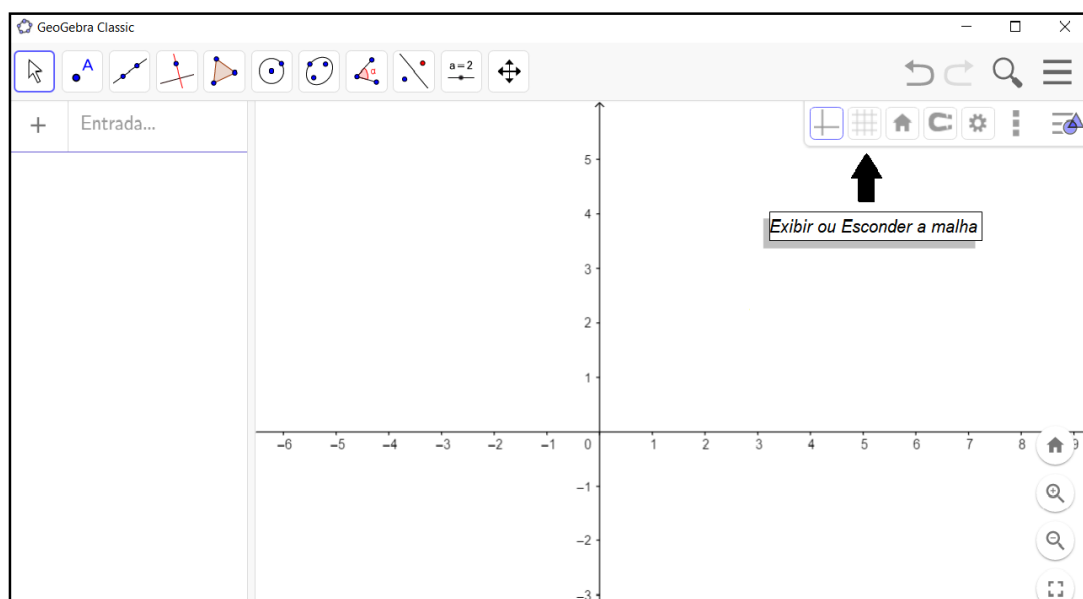 GeoGebra Classic
A
α
a=2
+ Entrada...
Exibir ou Esconder a malha
5
4
3
2
1
−6 −5 −4 −3 −2 −1 0 1 2 3 4 5 6 7 8 9
−1
−2
−3